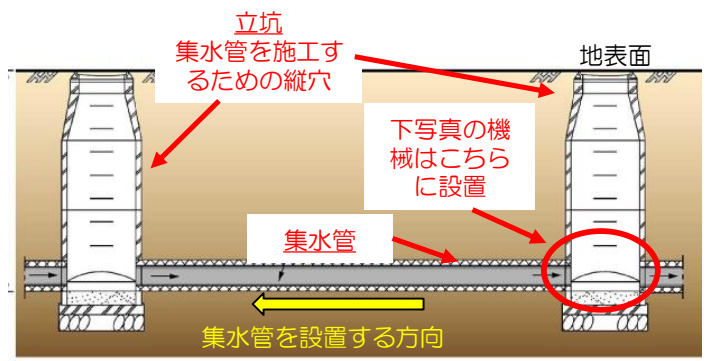 立坑
集水管を施工す
るための縦穴
地表面
下写真の機
械はこちら
に設置
集水管
集水管を設置する方向